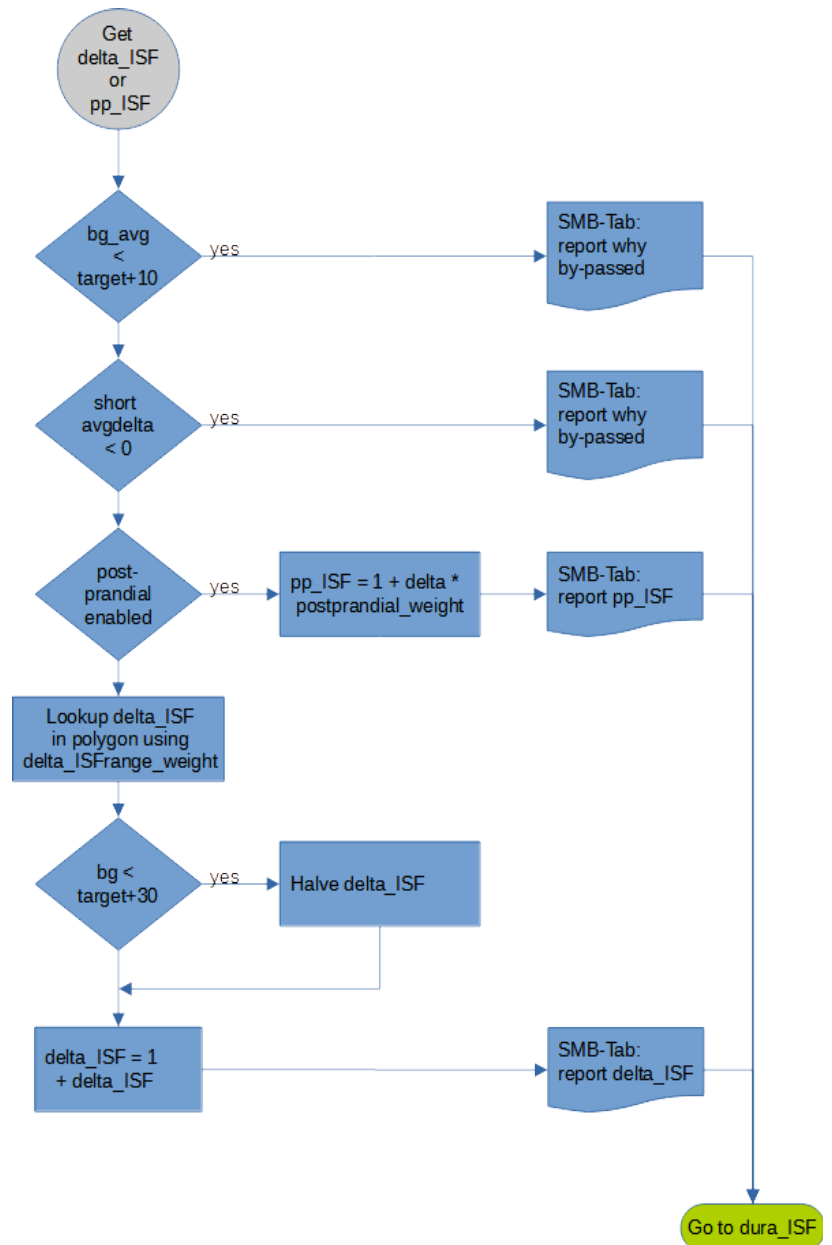 Get
delta_ISF
or
pp_ISF
bg_avg
<
target+10
yes
SMB-Tab:
report why
by-passed
short
avgdelta
< 0
yes
SMB-Tab:
report why
by-passed
post-
prandial
enabled
yes
pp_ISF = 1 + delta *
postprandial_weight
SMB-Tab:
report pp_ISF
Lookup delta_ISF
in polygon using
delta_ISFrange_weight
bg <
target+30
yes
Halve delta_ISF
delta_ISF = 1
+ delta_ISF
SMB-Tab:
report delta_ISF
Go to dura_ISF